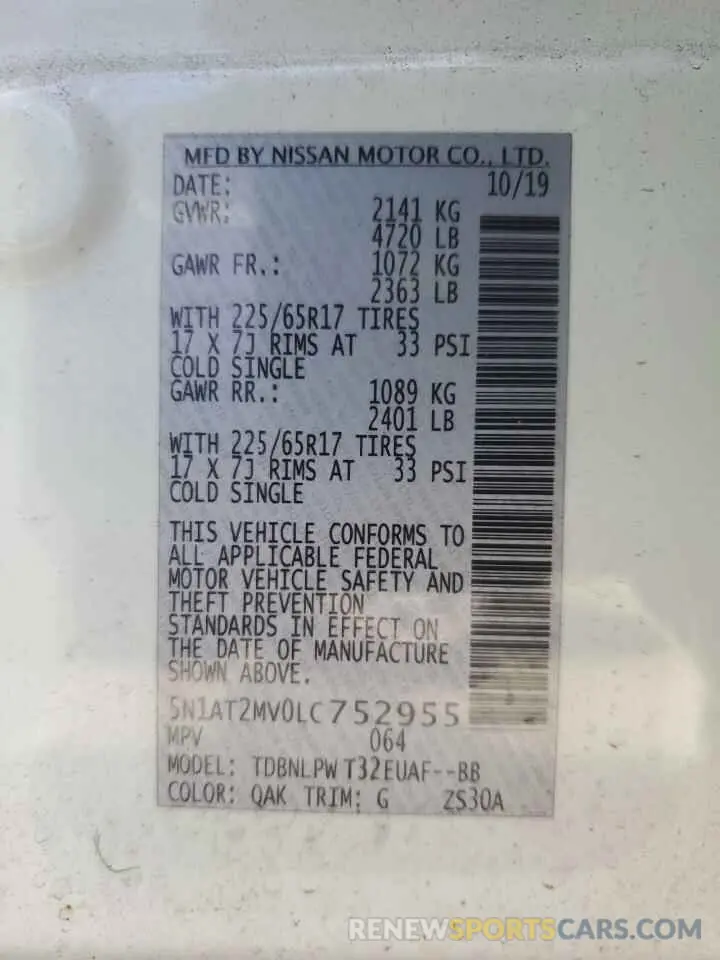 MFD BY NISSAN MOTOR CO., LTD.
DATE: 10/19
GVWR: 2141 KG
4720 LB
GAWR FR.: 1072 KG
2363 LB
WITH 225/65R17 TIRES
17 X 7J RIMS AT 33 PSI
COLD SINGLE
GAWR RR.: 1089 KG
2401 LB
WITH 225/65R17 TIRES
17 X 7J RIMS AT 33 PSI
COLD SINGLE
THIS VEHICLE CONFORMS TO
ALL APPLICABLE FEDERAL
MOTOR VEHICLE SAFETY AND
THEFT PREVENTION
STANDARDS IN EFFECT ON
THE DATE OF MANUFACTURE
SHOWN ABOVE.
5N1AT2MV0LC752955
MPV 064
MODEL: TDBNLPW T32EUAF--BB
COLOR: QAK TRIM: G ZS30A
RENEWSPORTSCARS.COM